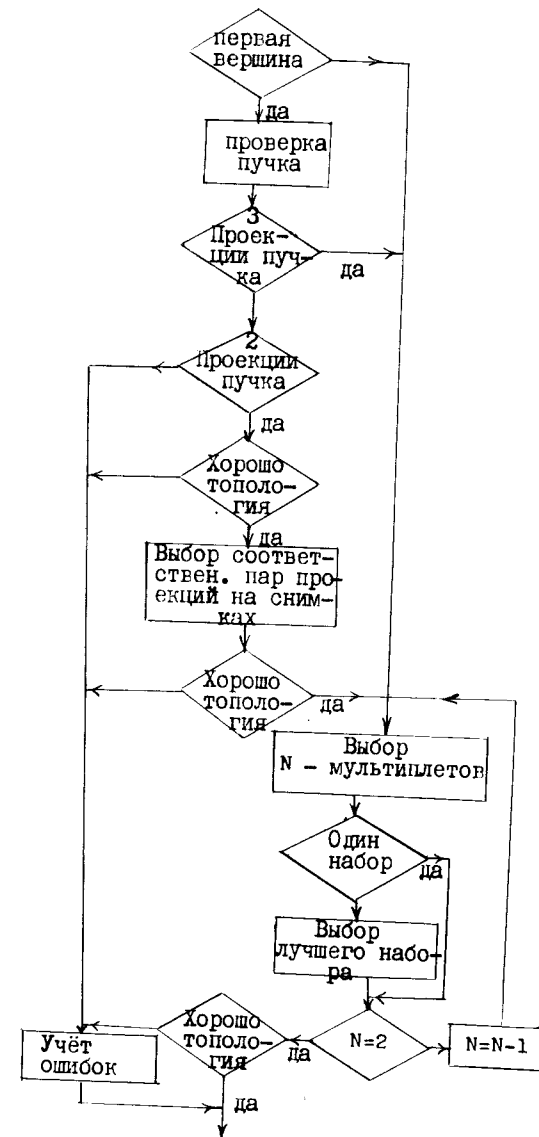 первая
вершина
да
проверка
пучка
3
Проек-
ции пуч-
ка
да
2
Проекции
пучка
да
Хорошо
тополо-
гия
да
Выбор соответ-
ствен. пар про-
екций на сним-
ках
Хорошо
тополо-
гия
да
Выбор
N - мультиплетов
Один
набор
да
Выбор
лучшего набо-
ра
Хорошо
тополо-
гия
да
N=2
N=N-1
Учёт
ошибок
да